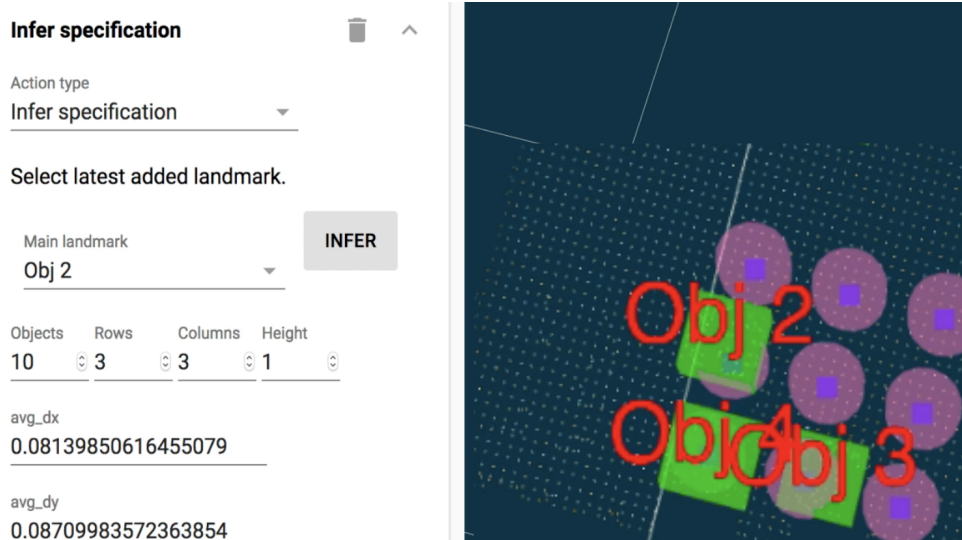 Infer specification
Action type
Infer specification
Select latest added landmark.
Main landmark
Obj 2
INFER
Objects Rows Columns Height
10 3 3 1
avg_dx
0.08139850616455079
avg_dy
0.08709983572363854
Obj 2
Obj 4
Obj 3